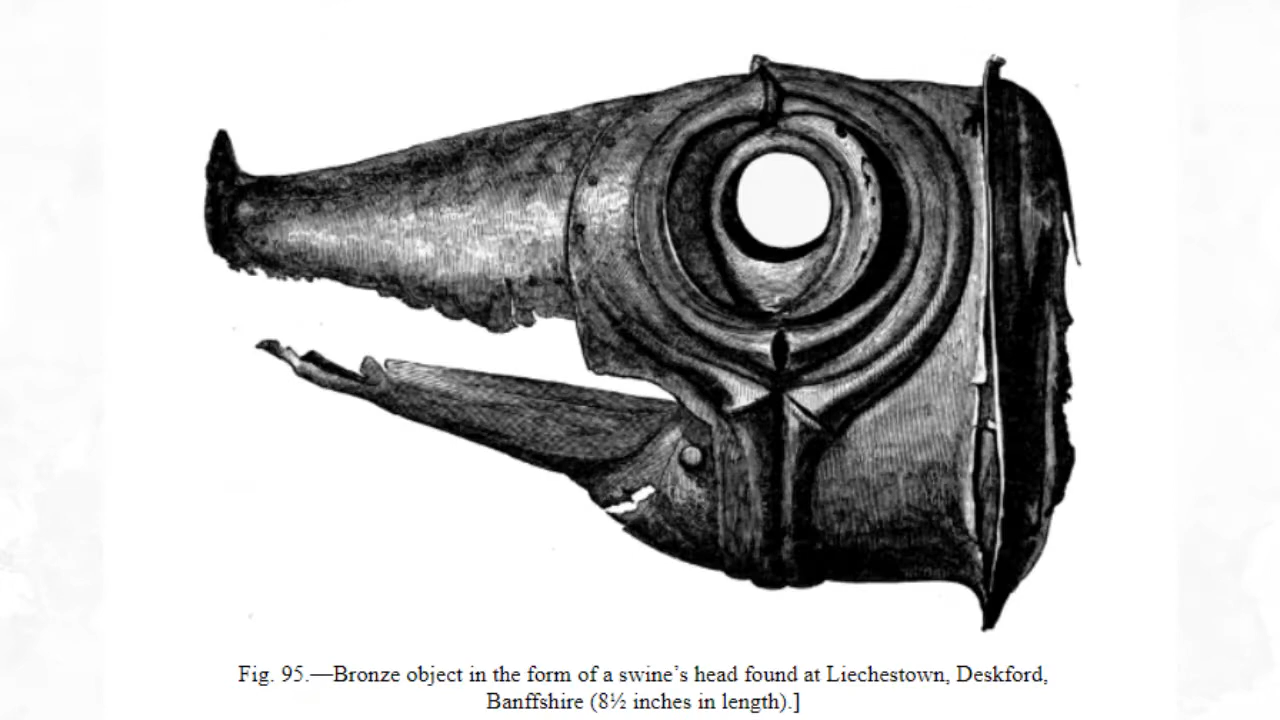 Fig. 95.—Bronze object in the form of a swine’s head found at Liechestown, Deskford,
Banffshire (8½ inches in length).]